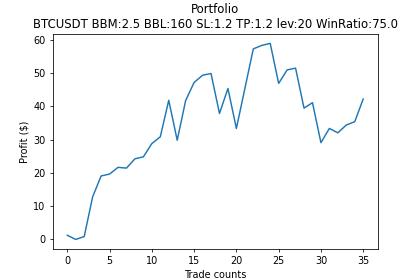 Portfolio
BTCUSDT BBM:2.5 BBL:160 SL:1.2 TP:1.2 lev:20 WinRatio:75.0
60
50
40
30
20
10
0
Profit ($)
0 5 10 15 20 25 30 35
Trade counts